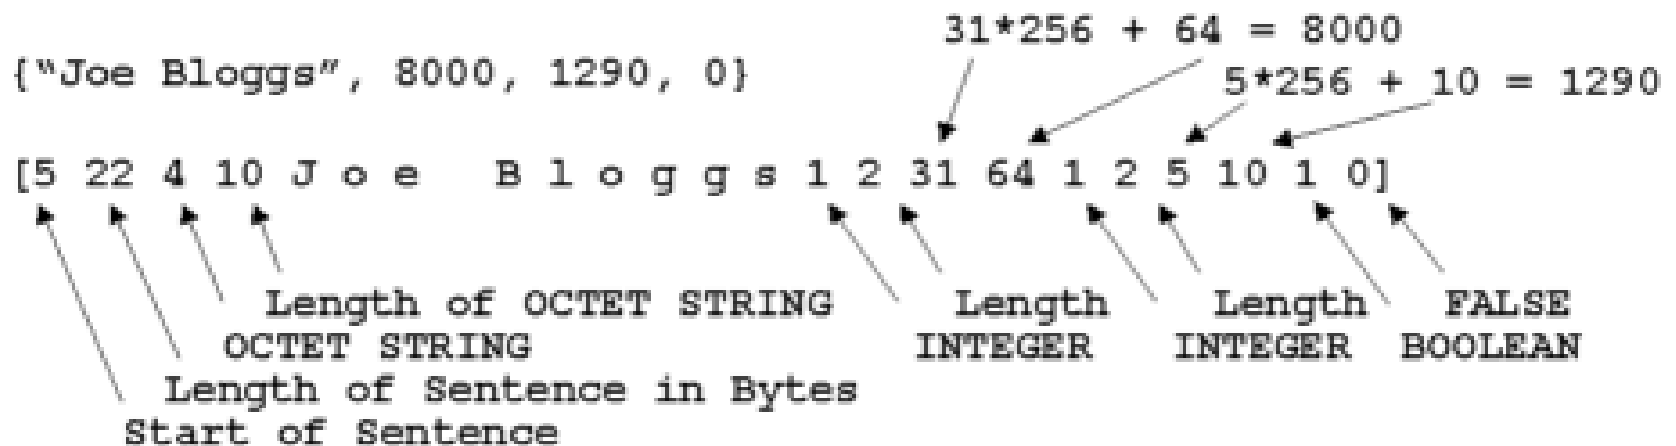 31*256 + 64 = 8000
{“Joe Bloggs”, 8000, 1290, 0}
5*256 + 10 = 1290
[5 22 4 10 J o e B l o g g s 1 2 31 64 1 2 5 10 1 0]
Length of OCTET STRING Length Length FALSE
OCTET STRING INTEGER INTEGER BOOLEAN
Length of Sentence in Bytes
Start of Sentence